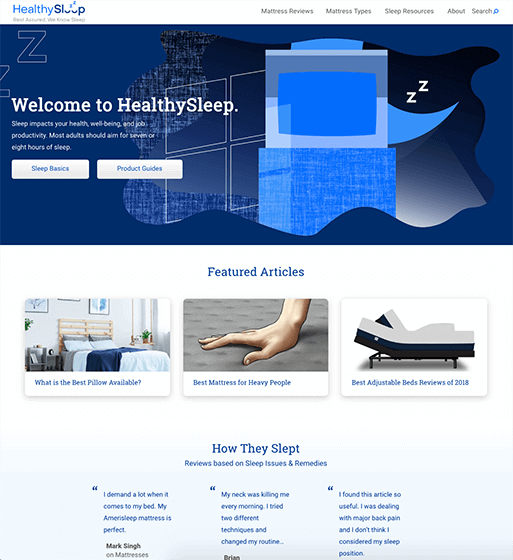 HealthySleep
Best Assured. We Know Sleep
Mattress Reviews Mattress Types Sleep Resources About Search
Z
Z
z z
Welcome to HealthySleep.
Sleep impacts your health, well-being, and job
productivity. Most adults should aim for seven or
eight hours of sleep.
Sleep Basics Product Guides
Featured Articles
What is the Best Pillow Available?
Best Mattress for Heavy People
Best Adjustable Beds Reviews of 2018
How They Slept
Reviews based on Sleep Issues & Remedies
“ I demand a lot when it
comes to my bed. My
Amerisleep mattress is
perfect.
Mark Singh
on Mattresses
“ My neck was killing me
every morning. I tried
two different
techniques and
changed my routine...
Brian
“ I found this article so
useful. I was dealing
with major back pain
and I don't think I
considered my sleep
position.